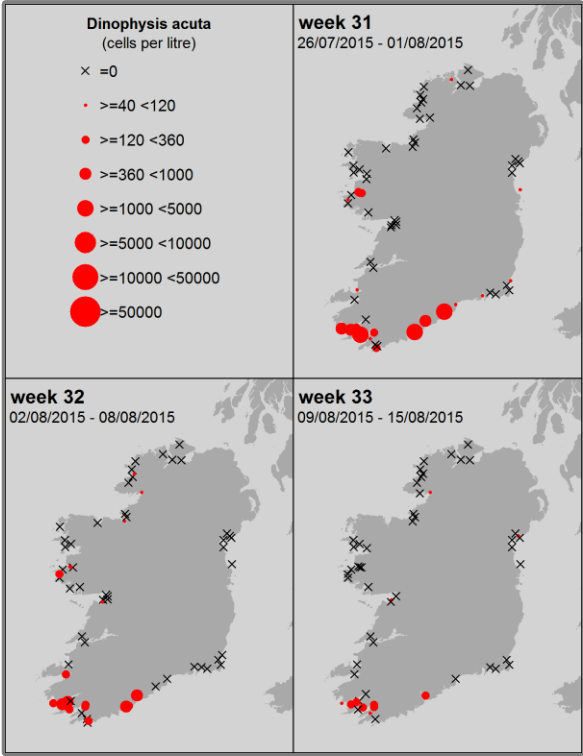 Dinophysis acuta
(cells per litre)
=0
>=40 <120
>=120 <360
>=360 <1000
>=1000 <5000
>=5000 <10000
>=10000 <50000
>=50000
week 31
26/07/2015 - 01/08/2015
week 32
02/08/2015 - 08/08/2015
week 33
09/08/2015 - 15/08/2015